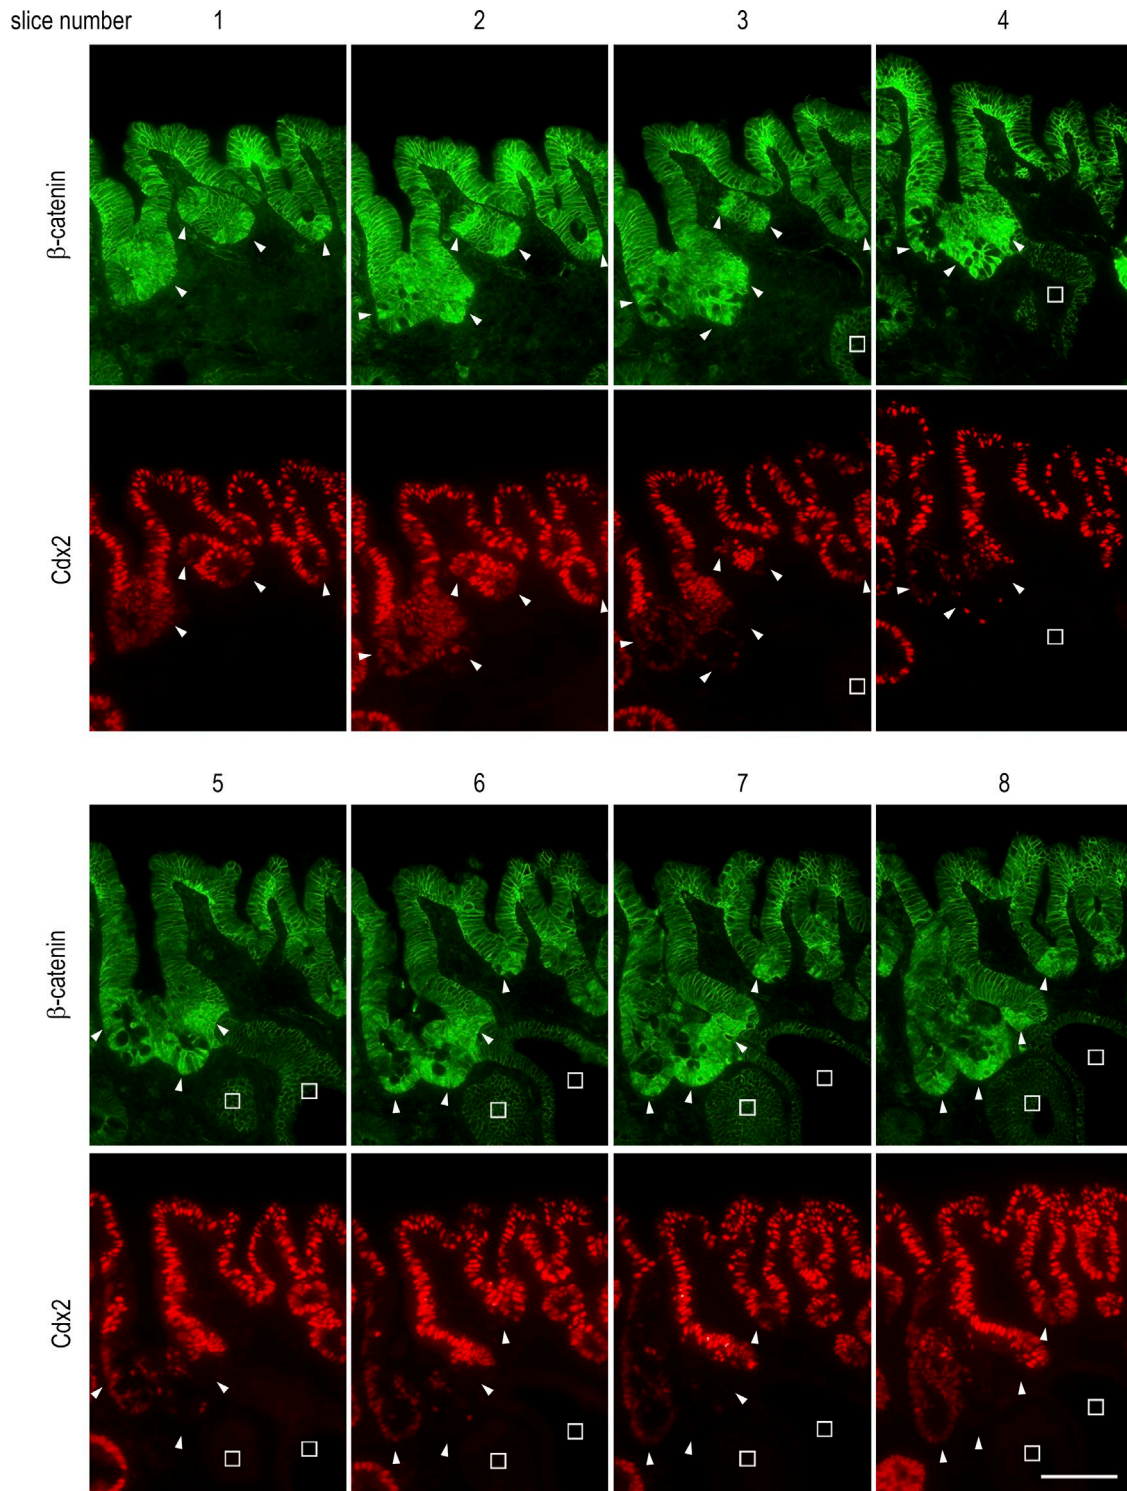 slice number 1 2 3 4
β-catenin
Cdx2
5 6 7 8
β-catenin
Cdx2